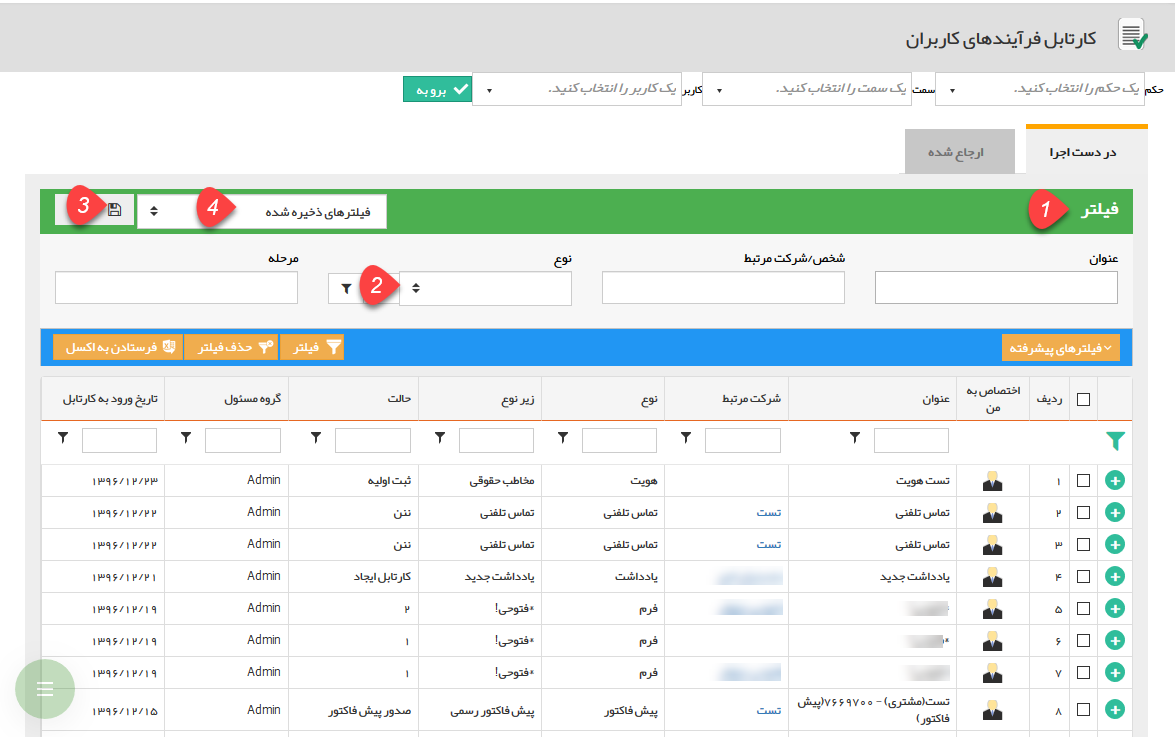 کارتابل فرآیندهای کاربران
حکم یک حکم را انتخاب کنید. سمت یک سمت را انتخاب کنید. کاربر یک کاربر را انتخاب کنید. برو به
در دست اجرا ارجاع شده
فیلتر 1 فیلترهای ذخیره شده 4 3
عنوان شخص/شرکت مرتبط نوع مرحله
2
فیلترهای پیشرفته فیلتر حذف فیلتر فرستادن به اکسل
ردیف اختصاص به من عنوان شرکت مرتبط نوع زیر نوع حالت گروه مسئول تاریخ ورود به کارتابل
۱ تست هویت هویت مخاطب حقوقی ثبت اولیه Admin ۱۳۹۶/۱۲/۲۳
۲ تماس تلفنی تست تماس تلفنی تماس تلفنی ننن Admin ۱۳۹۶/۱۲/۲۲
۳ تماس تلفنی تست تماس تلفنی تماس تلفنی ننن Admin ۱۳۹۶/۱۲/۲۲
۴ یادداشت جدید یادداشت یادداشت جدید کارتابل ایجاد Admin ۱۳۹۶/۱۲/۲۱
۵ فرم *فتوحی! ۲ Admin ۱۳۹۶/۱۲/۱۹
۶ فرم *فتوحی! ۱ Admin ۱۳۹۶/۱۲/۱۹
۷ فرم *فتوحی! ۱ Admin ۱۳۹۶/۱۲/۱۹
۸ تست(مشتری) - ۷۶۶۹۷۰۰(پیش فاکتور) تست پیش فاکتور پیش فاکتور رسمی صدور پیش فاکتور Admin ۱۳۹۶/۱۲/۱۵